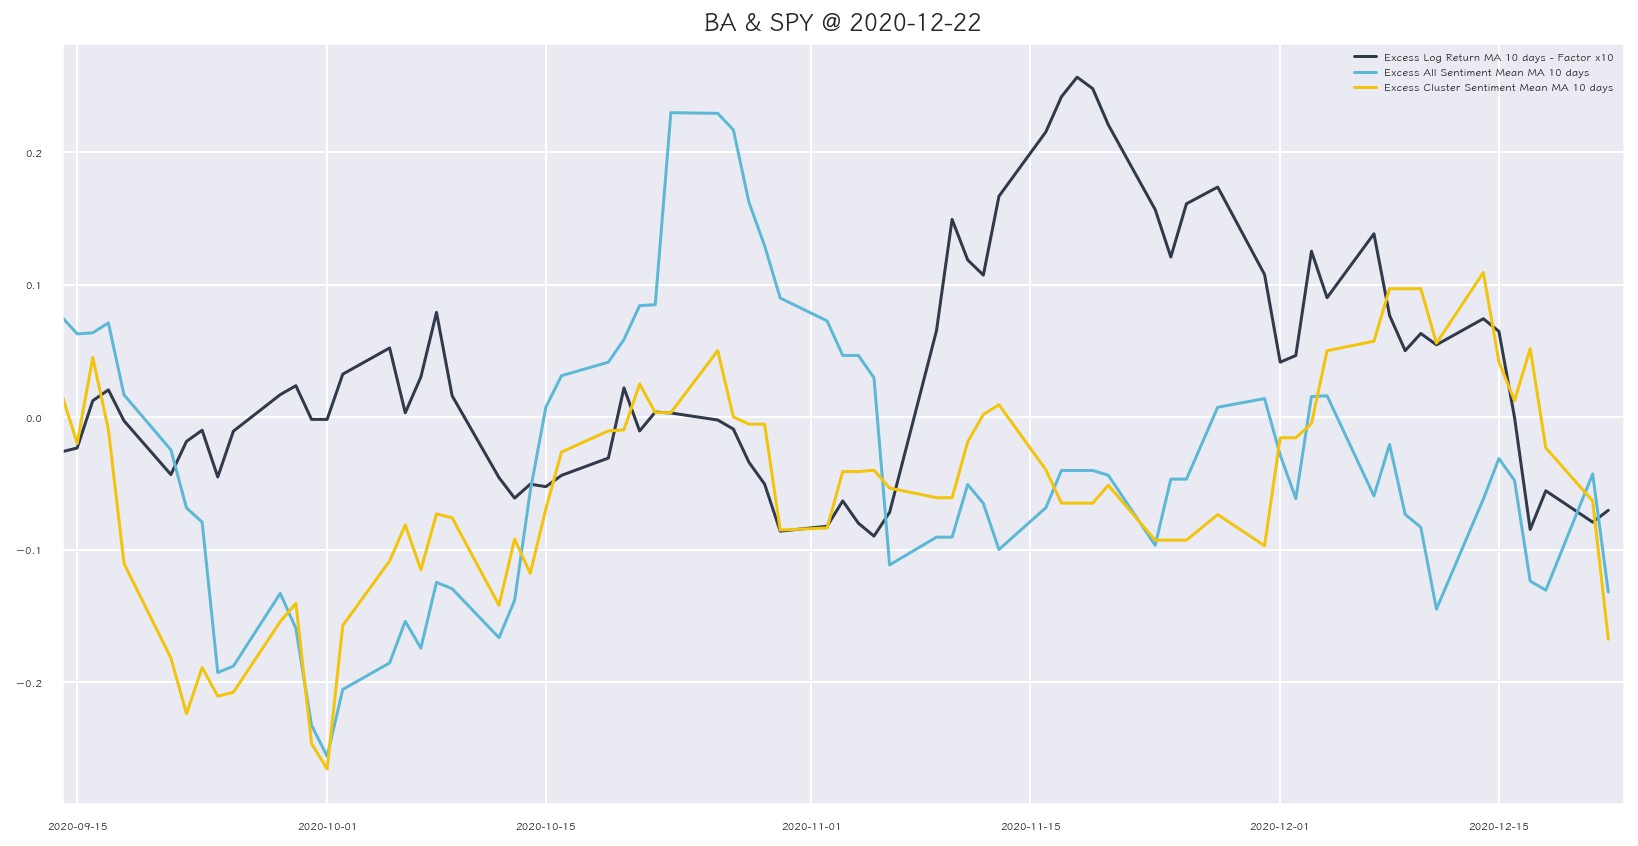 BA & SPY @ 2020-12-22
Excess Log Return MA 10 days - Factor x10
Excess All Sentiment Mean MA 10 days
Excess Cluster Sentiment Mean MA 10 days
0.2
0.1
0.0
−0.1
−0.2
2020-09-15 2020-10-01 2020-10-15 2020-11-01 2020-11-15 2020-12-01 2020-12-15